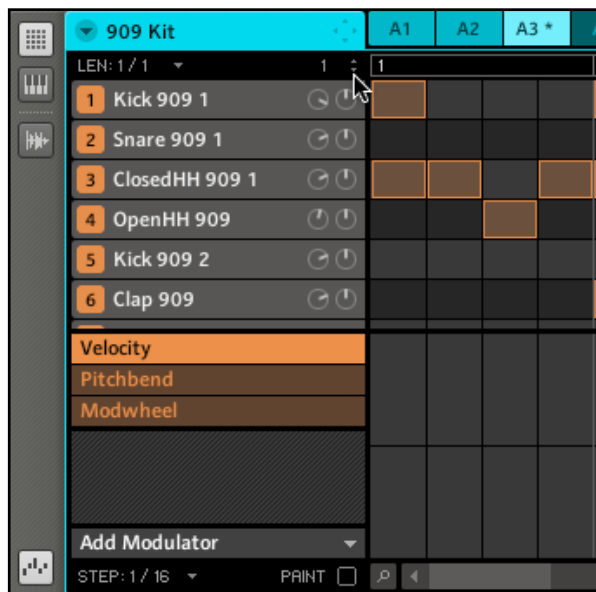 909 Kit A1 A2 A3 *
LEN: 1 / 1 1 1
1 Kick 909 1
2 Snare 909 1
3 ClosedHH 909 1
4 OpenHH 909
5 Kick 909 2
6 Clap 909
Velocity
Pitchbend
Modwheel
Add Modulator
STEP: 1 / 16 PAINT